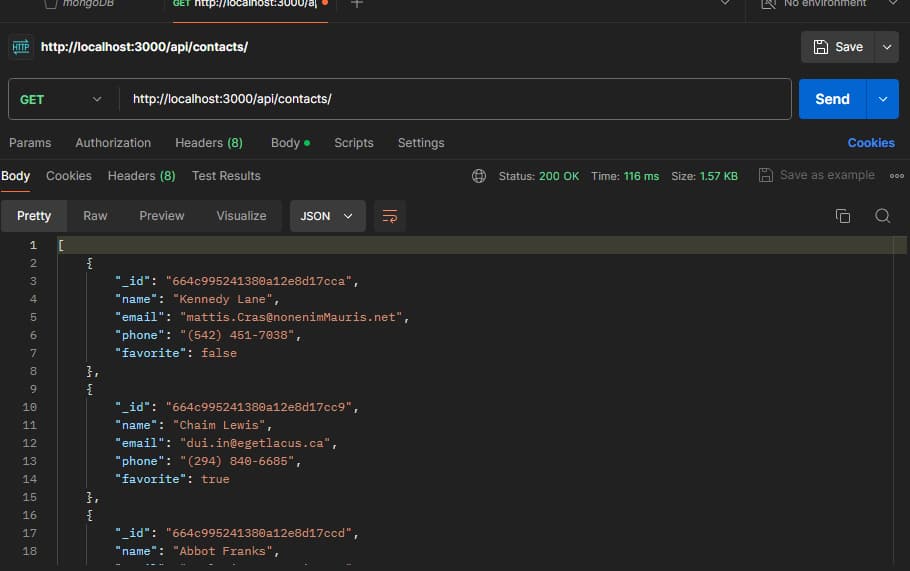 mongoDB GET http://localhost:3000/a No environment
HTTP http://localhost:3000/api/contacts/ Save
GET http://localhost:3000/api/contacts/ Send
Params Authorization Headers (8) Body Scripts Settings Cookies
Body Cookies Headers (8) Test Results Status: 200 OK Time: 116 ms Size: 1.57 KB Save as example
Pretty Raw Preview Visualize JSON
1 [
2 {
3 "_id": "664c995241380a12e8d17cca",
4 "name": "Kennedy Lane",
5 "email": "mattis.Cras@nonenimMauris.net",
6 "phone": "(542) 451-7038",
7 "favorite": false
8 },
9 {
10 "_id": "664c995241380a12e8d17cc9",
11 "name": "Chaim Lewis",
12 "email": "dui.in@egetlacus.ca",
13 "phone": "(294) 840-6685",
14 "favorite": true
15 },
16 {
17 "_id": "664c995241380a12e8d17ccd",
18 "name": "Abbot Franks",